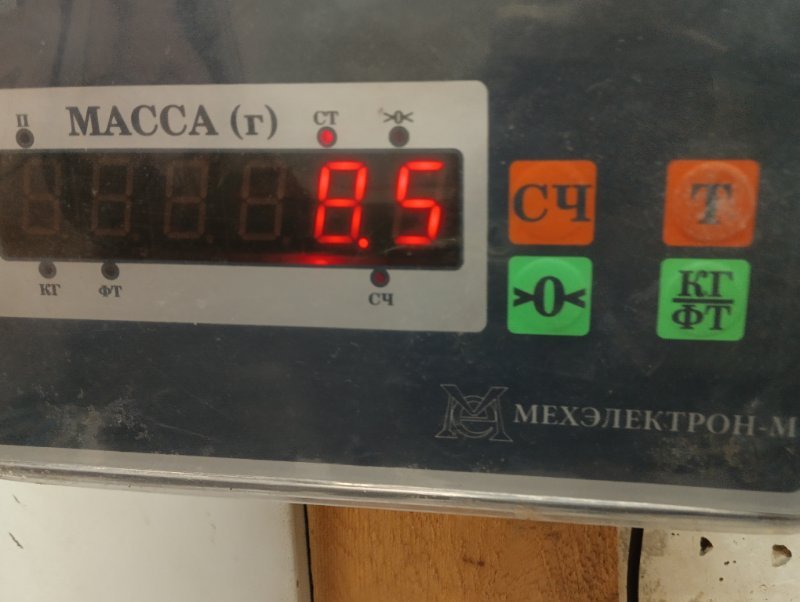 П МАССА (г) СТ >0<
8.5
КГ ФТ СЧ
СЧ Т
>0< КГ
ФТ
МЕХЭЛЕКТРОН-М